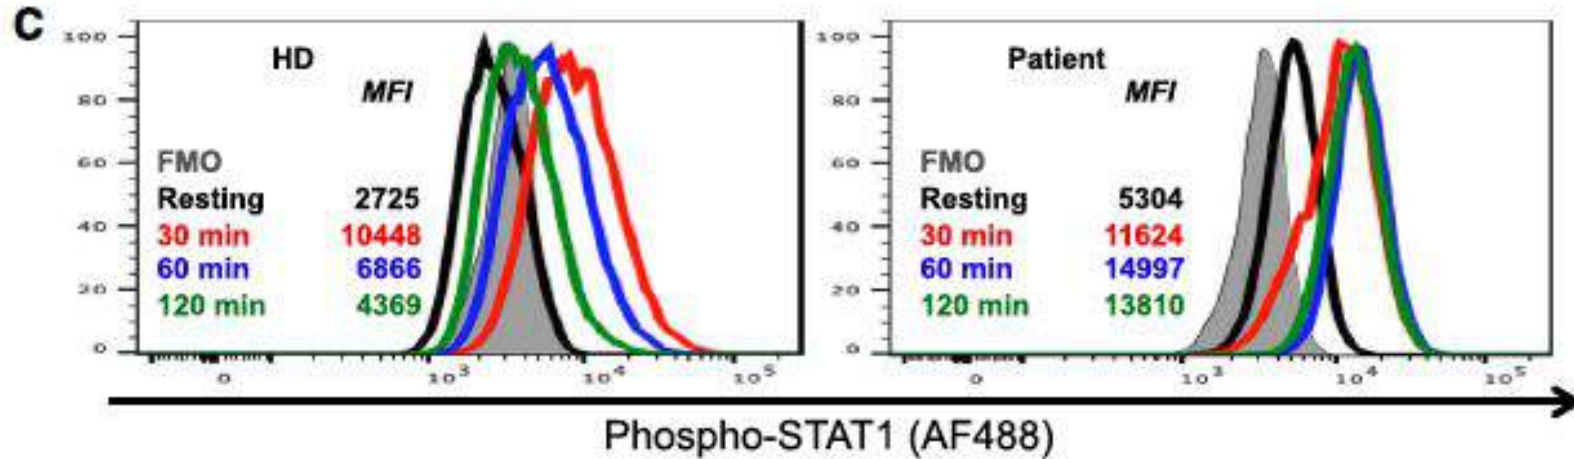 C
HD
MFI
FMO
Resting 2725
30 min 10448
60 min 6866
120 min 4369
100
80
60
40
20
0
0 10³ 10⁴ 10⁵
Patient
MFI
FMO
Resting 5304
30 min 11624
60 min 14997
120 min 13810
100
80
60
40
20
0
0 10³ 10⁴ 10⁵
Phospho-STAT1 (AF488)